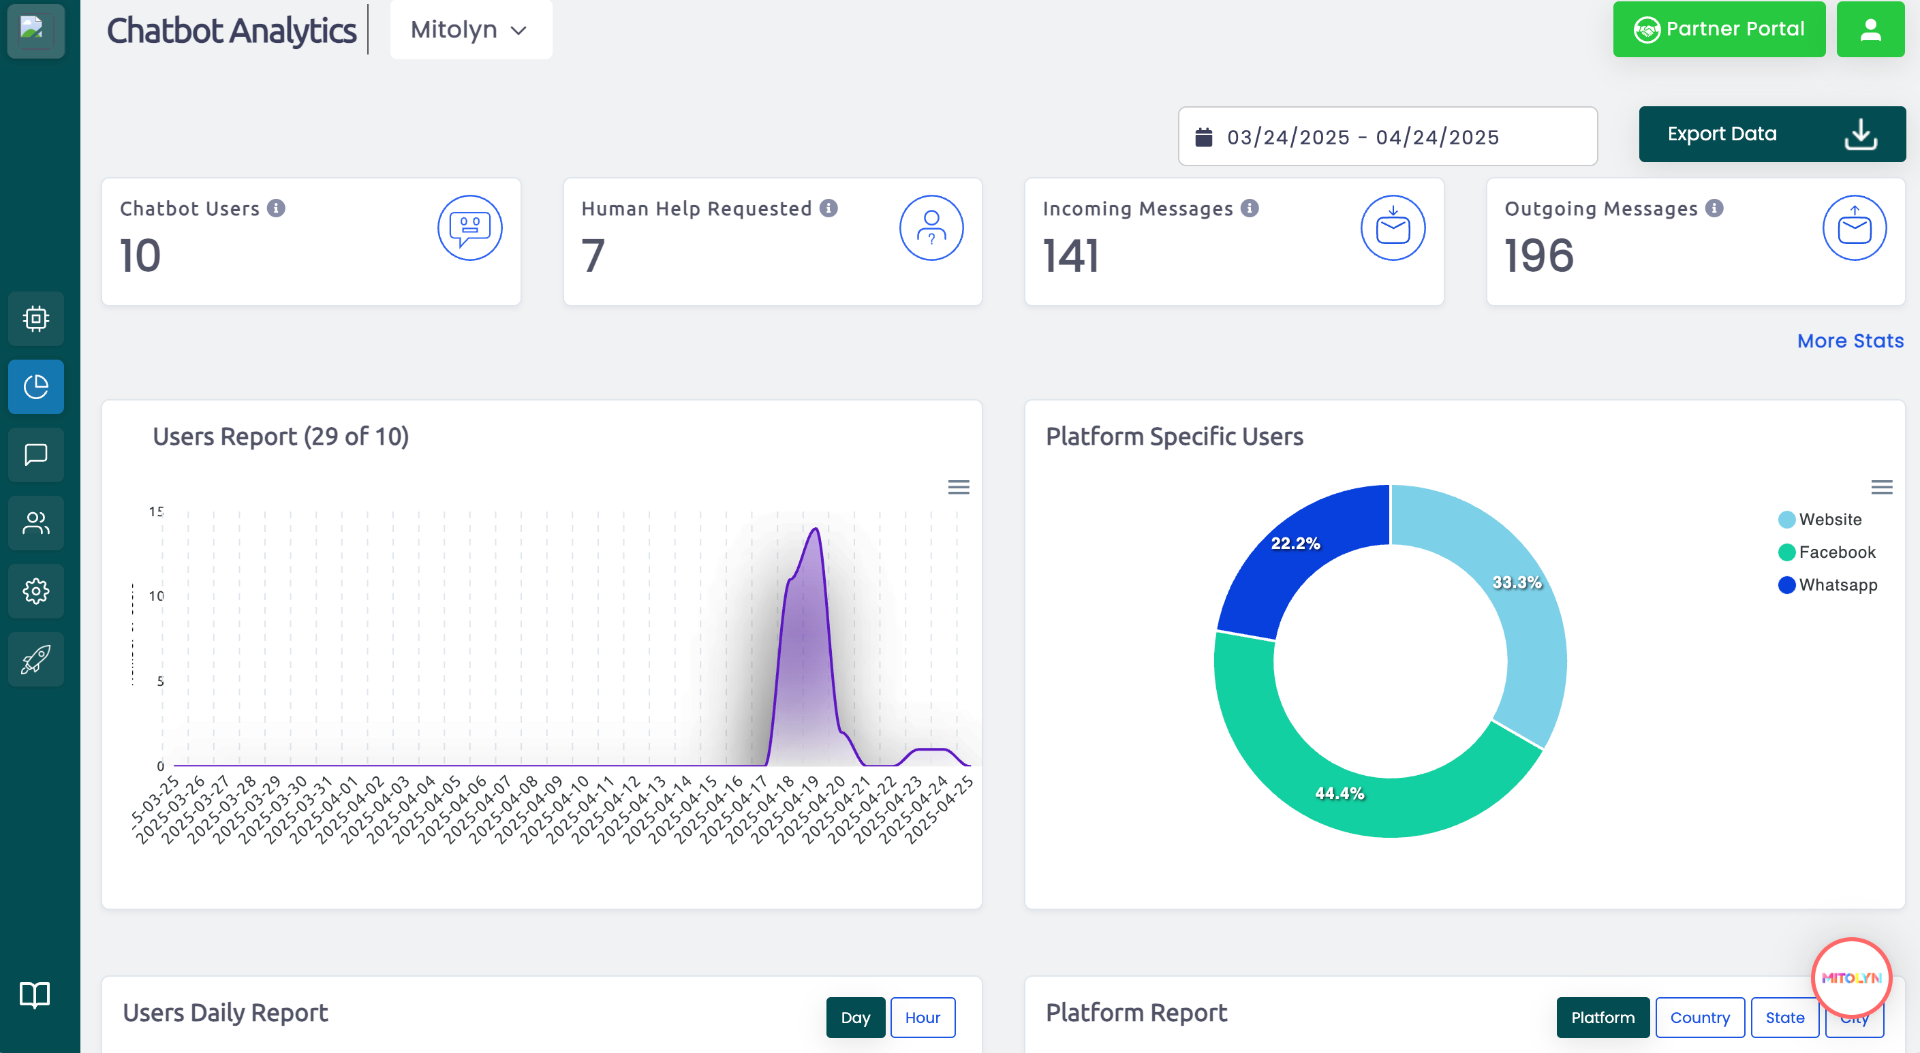 Chatbot Analytics
Mitolyn
Partner Portal
03/24/2025 - 04/24/2025
Export Data
Chatbot Users
10
Human Help Requested
7
Incoming Messages
141
Outgoing Messages
196
More Stats
Users Report (29 of 10)
15
10
5
0
5-03-25
2025-03-26
2025-03-27
2025-03-28
2025-03-29
2025-03-30
2025-03-31
2025-04-01
2025-04-02
2025-04-03
2025-04-04
2025-04-05
2025-04-06
2025-04-07
2025-04-08
2025-04-09
2025-04-10
2025-04-11
2025-04-12
2025-04-13
2025-04-14
2025-04-15
2025-04-16
2025-04-17
2025-04-18
2025-04-19
2025-04-20
2025-04-21
2025-04-22
2025-04-23
2025-04-24
2025-04-25
Platform Specific Users
22.2%
33.3%
44.4%
Website
Facebook
Whatsapp
Users Daily Report
Day
Hour
Platform Report
Platform
Country
State
City
MITOLYN